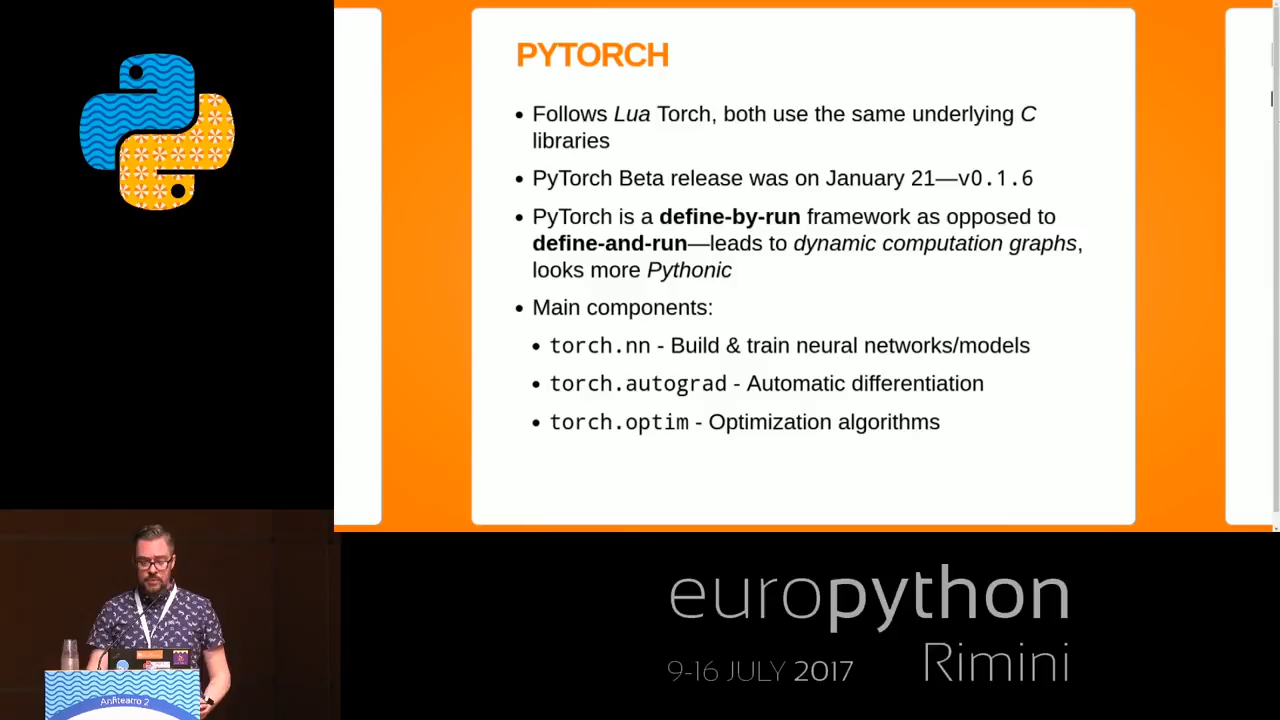 PYTORCH
• Follows Lua Torch, both use the same underlying C
libraries
• PyTorch Beta release was on January 21—v0.1.6
• PyTorch is a define-by-run framework as opposed to
define-and-run—leads to dynamic computation graphs,
looks more Pythonic
• Main components:
• torch.nn - Build & train neural networks/models
• torch.autograd - Automatic differentiation
• torch.optim - Optimization algorithms
Anfiteatro 2
europython
9-16 JULY 2017 Rimini